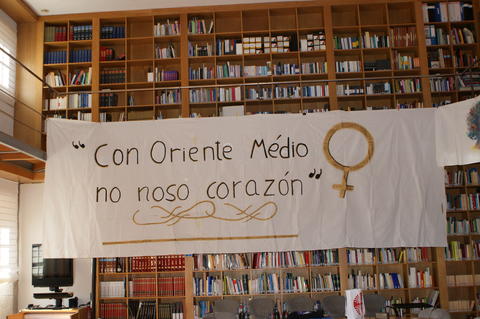 “Con Oriente Médio
no noso corazón”